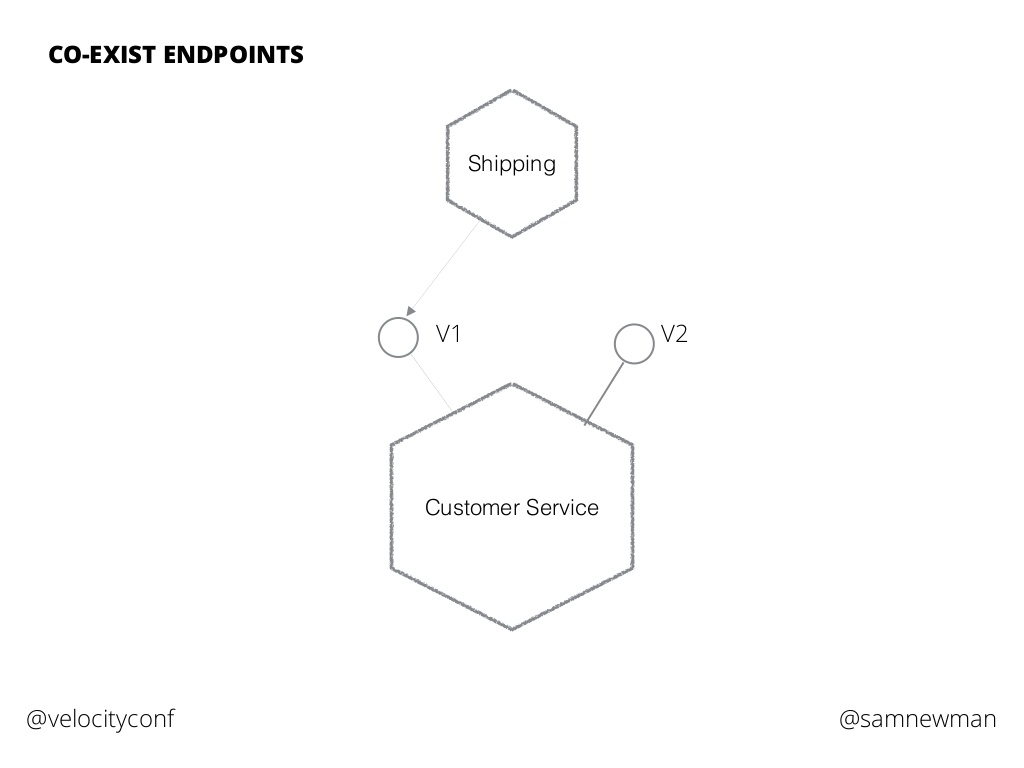 CO-EXIST ENDPOINTS
Shipping
V1
V2
Customer Service
@velocityconf
@samnewman